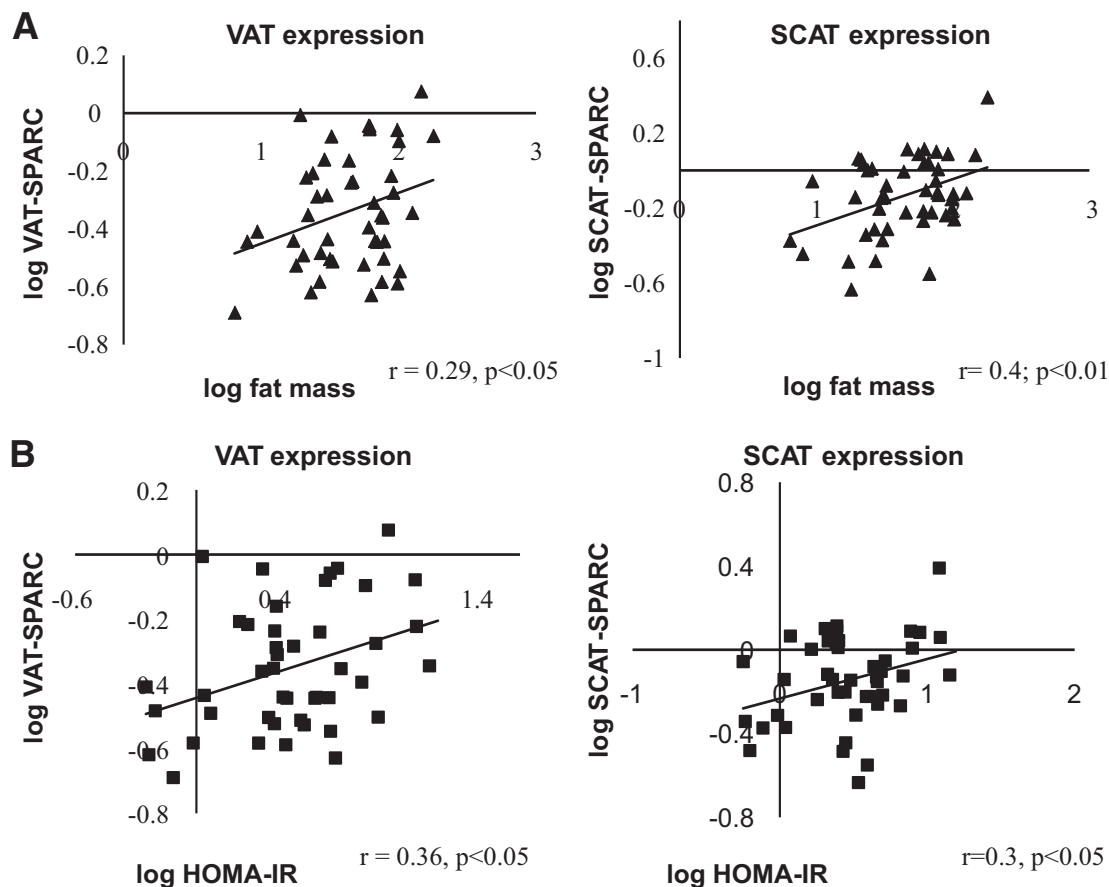 A
VAT expression
0.2
0
-0.2
-0.4
-0.6
-0.8
0
1
2
3
log VAT-SPARC
log fat mass
r = 0.29, p<0.05
SCAT expression
0.6
0.2
-0.2
-0.6
-1
0
1
2
3
log SCAT-SPARC
log fat mass
r= 0.4; p<0.01
B
VAT expression
0.2
0
-0.2
-0.4
-0.6
-0.8
-0.6
0.4
1.4
log VAT-SPARC
log HOMA-IR
r = 0.36, p<0.05
SCAT expression
0.8
0.4
0
-0.4
-0.8
-1
0
1
2
log SCAT-SPARC
log HOMA-IR
r=0.3, p<0.05